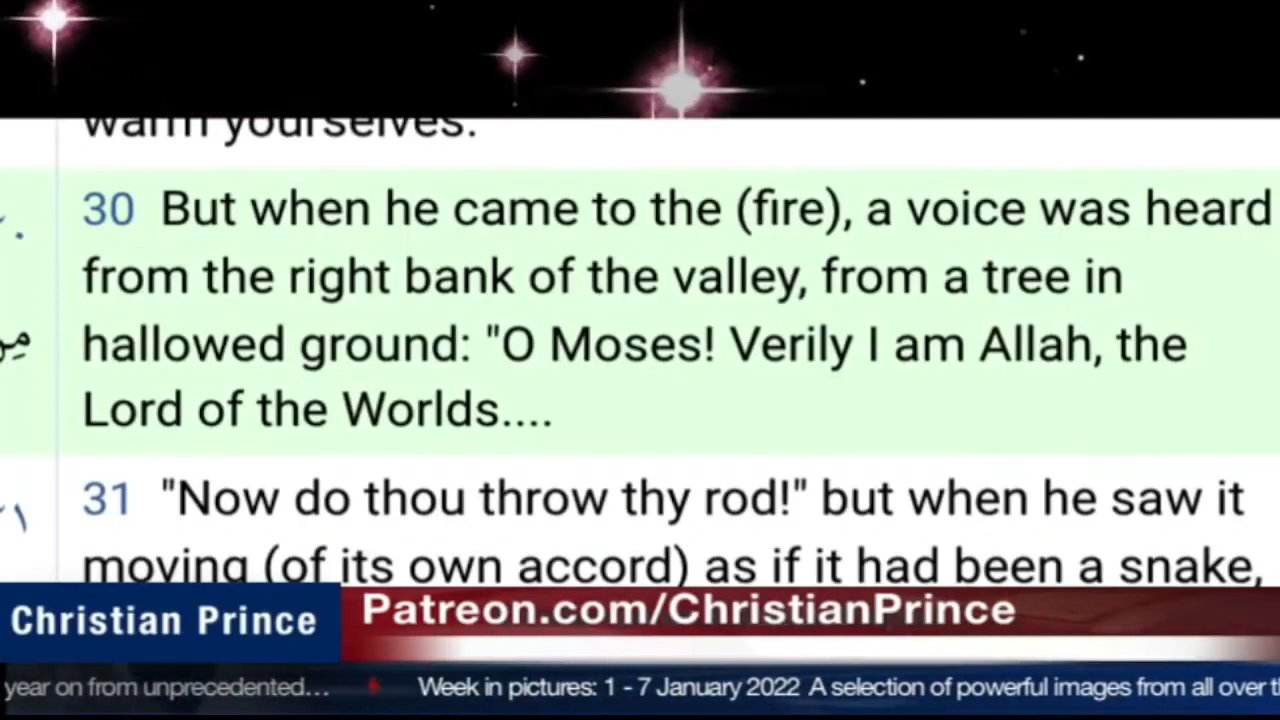 warm yourselves.
30 But when he came to the (fire), a voice was heard
from the right bank of the valley, from a tree in
hallowed ground: "O Moses! Verily I am Allah, the
Lord of the Worlds....
31 "Now do thou throw thy rod!" but when he saw it
moving (of its own accord) as if it had been a snake,
Christian Prince
Patreon.com/ChristianPrince
year on from unprecedented... Week in pictures: 1 - 7 January 2022 A selection of powerful images from all over